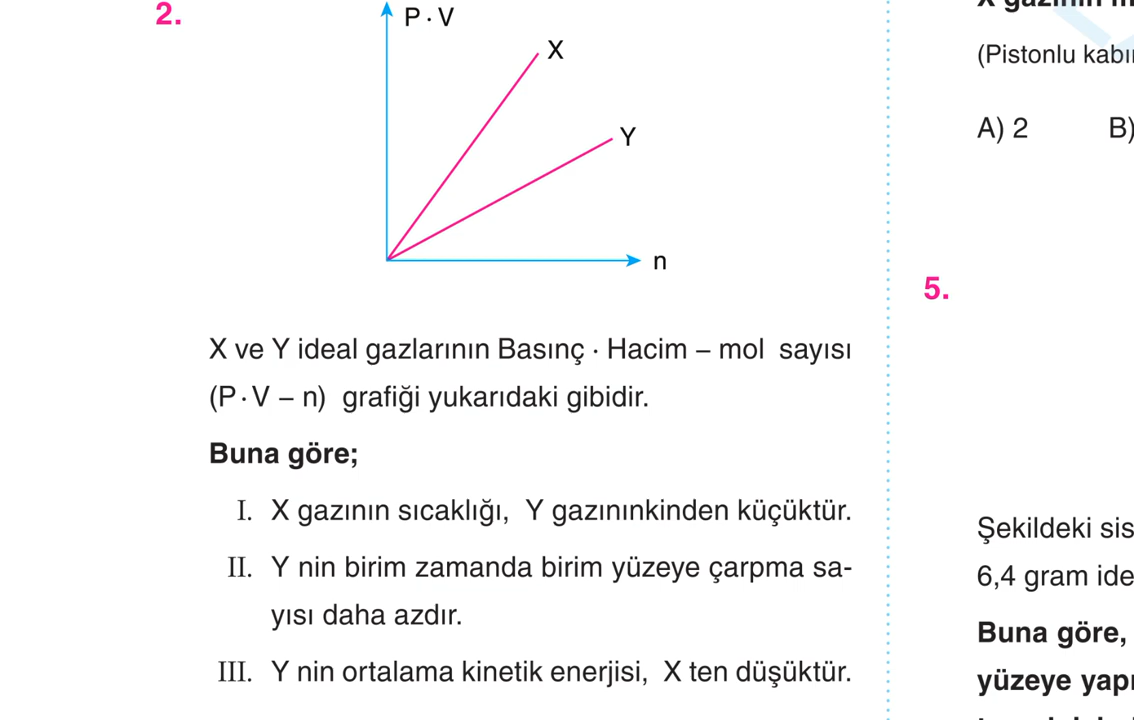 2.
P · V
X
Y
n
X ve Y ideal gazlarının Basınç · Hacim – mol sayısı
(P · V – n) grafiği yukarıdaki gibidir.
Buna göre;
I. X gazının sıcaklığı, Y gazınınkinden küçüktür.
II. Y nin birim zamanda birim yüzeye çarpma sa-
yısı daha azdır.
III. Y nin ortalama kinetik enerjisi, X ten düşüktür.
X gazının
(Pistonlu kabı
A) 2 B)
5.
Şekildeki sis
6,4 gram ide
Buna göre,
yüzeye yapı